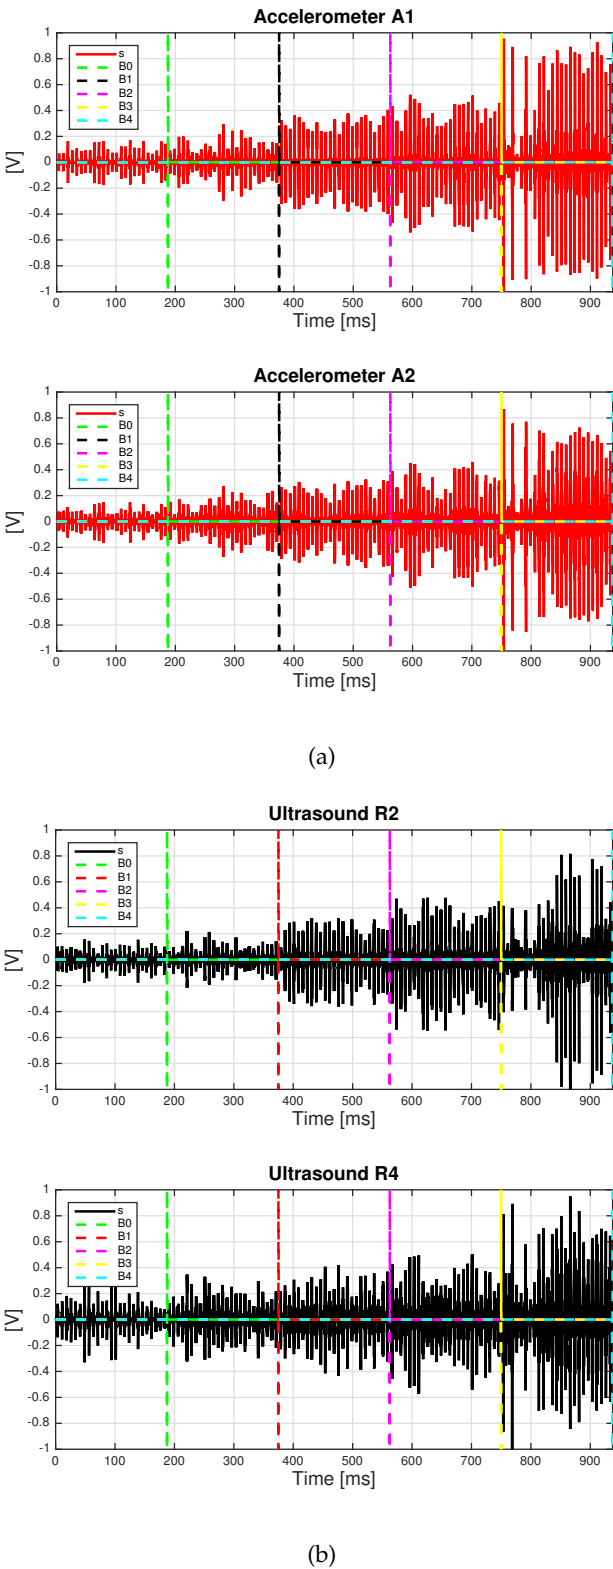 Accelerometer A1
1
0.8
0.6
0.4
0.2
0
-0.2
-0.4
-0.6
-0.8
-1
[V]
s
B0
B1
B2
B3
B4
0 100 200 300 400 500 600 700 800 900
Time [ms]
Accelerometer A2
1
0.8
0.6
0.4
0.2
0
-0.2
-0.4
-0.6
-0.8
-1
[V]
s
B0
B1
B2
B3
B4
0 100 200 300 400 500 600 700 800 900
Time [ms]
(a)
Ultrasound R2
1
0.8
0.6
0.4
0.2
0
-0.2
-0.4
-0.6
-0.8
-1
[V]
s
B0
B1
B2
B3
B4
0 100 200 300 400 500 600 700 800 900
Time [ms]
Ultrasound R4
1
0.8
0.6
0.4
0.2
0
-0.2
-0.4
-0.6
-0.8
-1
[V]
s
B0
B1
B2
B3
B4
0 100 200 300 400 500 600 700 800 900
Time [ms]
(b)